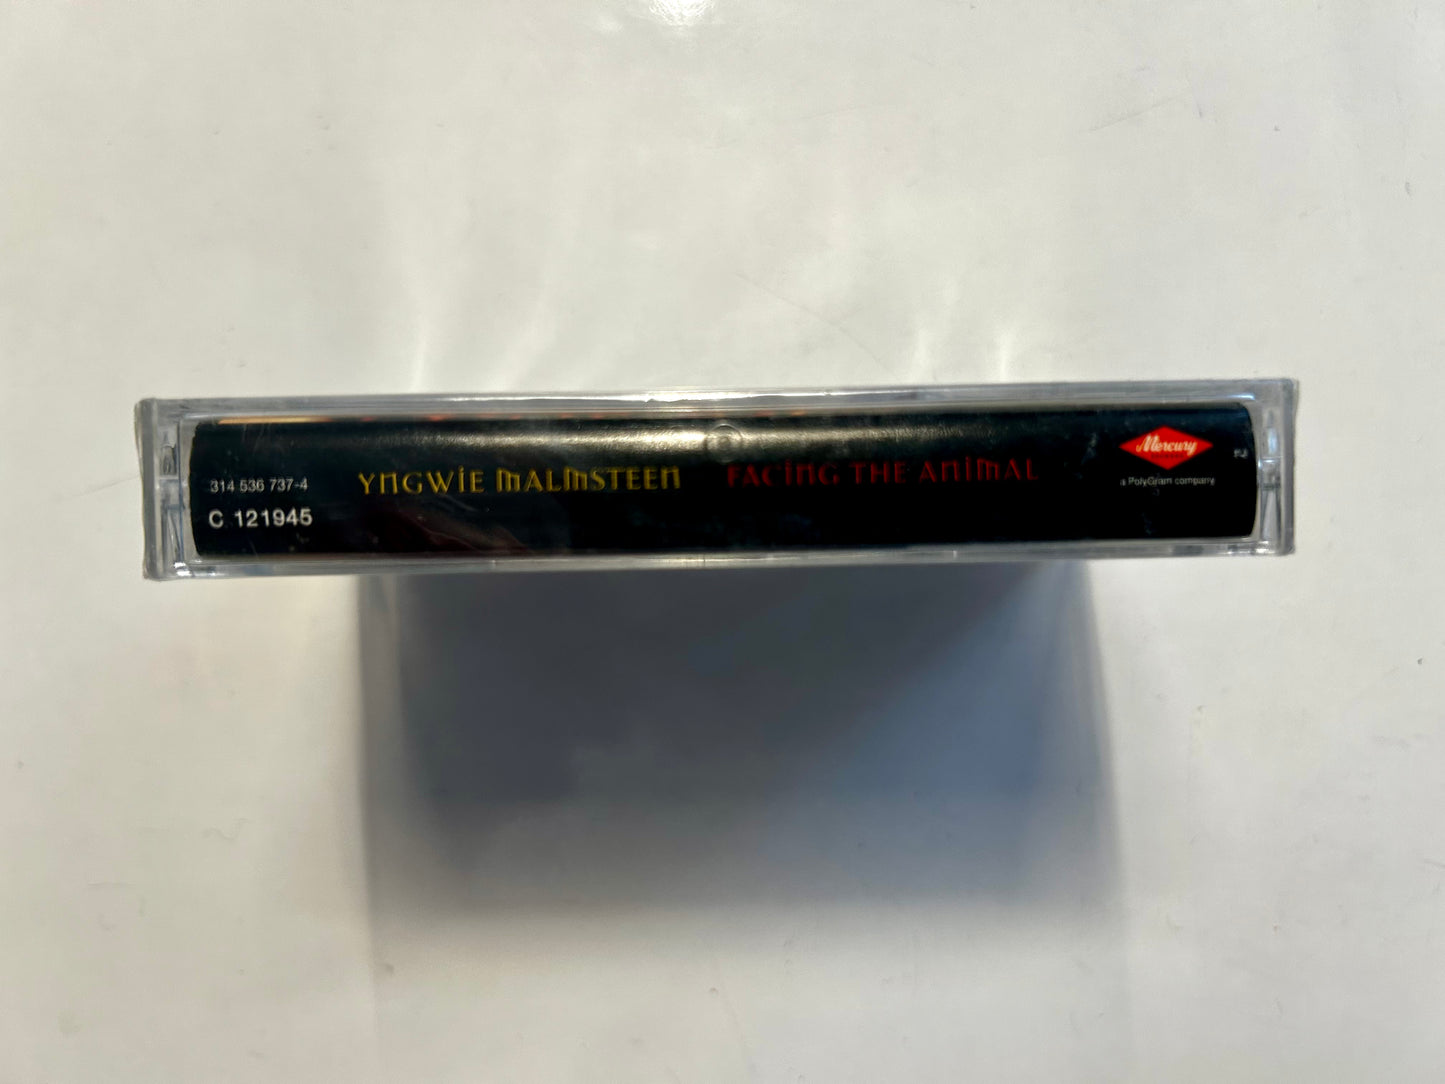 314 536 737-4
C 121945
YNGWiE MALMSTEEN
FACiNG THE ANiMAL
Mercury
a PolyGram company